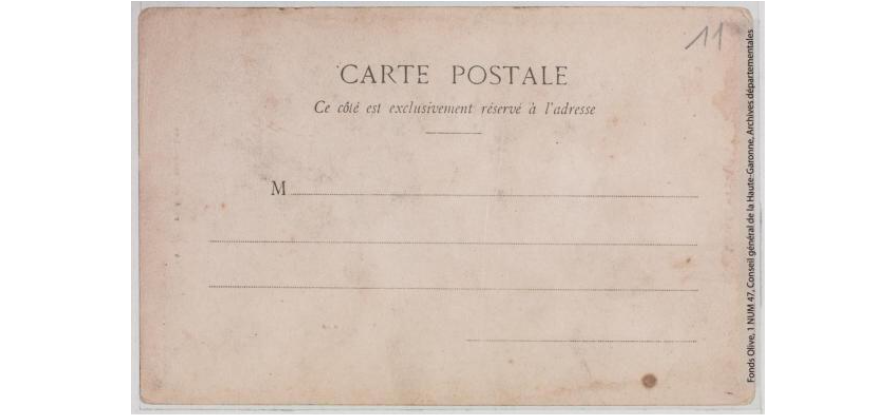 11
CARTE POSTALE
Ce côté est exclusivement réservé à l'adresse
M
Fonds Olive, 1 NUM 47, Conseil général de la Haute-Garonne, Archives départementales